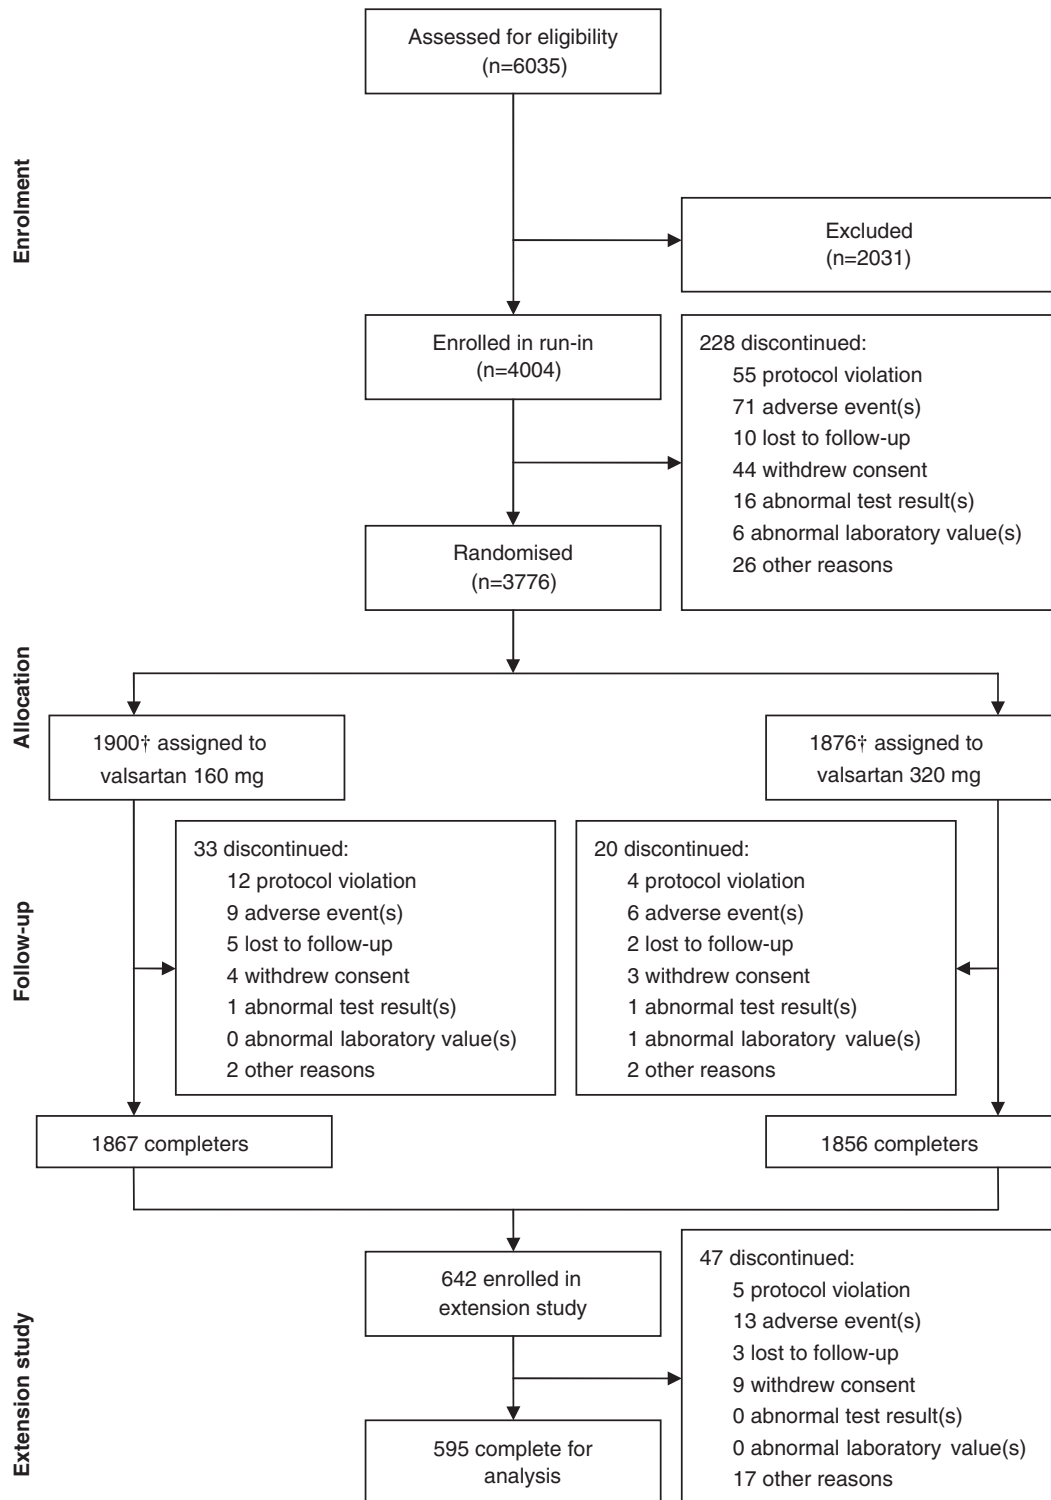 Assessed for eligibility
(n=6035)
Enrolment
Excluded
(n=2031)
Enrolled in run-in
(n=4004)
228 discontinued:
55 protocol violation
71 adverse event(s)
10 lost to follow-up
44 withdrew consent
16 abnormal test result(s)
6 abnormal laboratory value(s)
26 other reasons
Randomised
(n=3776)
Allocation
1900† assigned to
valsartan 160 mg
1876† assigned to
valsartan 320 mg
Follow-up
33 discontinued:
12 protocol violation
9 adverse event(s)
5 lost to follow-up
4 withdrew consent
1 abnormal test result(s)
0 abnormal laboratory value(s)
2 other reasons
20 discontinued:
4 protocol violation
6 adverse event(s)
2 lost to follow-up
3 withdrew consent
1 abnormal test result(s)
1 abnormal laboratory value(s)
2 other reasons
1867 completers
1856 completers
Extension study
642 enrolled in
extension study
47 discontinued:
5 protocol violation
13 adverse event(s)
3 lost to follow-up
9 withdrew consent
0 abnormal test result(s)
0 abnormal laboratory value(s)
17 other reasons
595 complete for
analysis